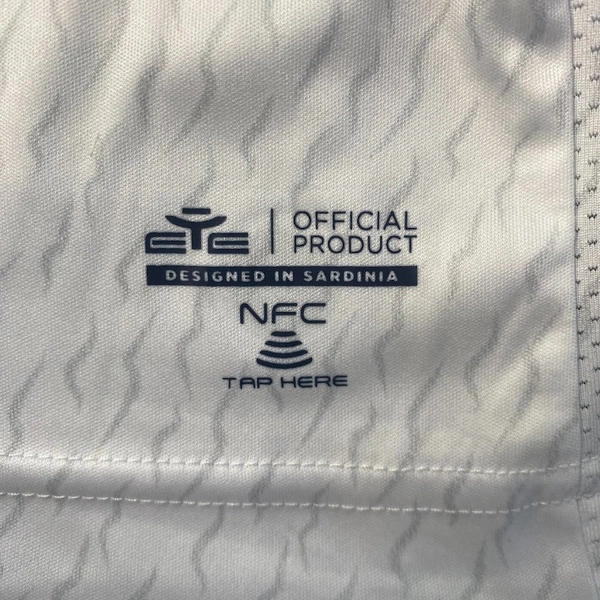 EYE
OFFICIAL
PRODUCT
DESIGNED IN SARDINIA
NFC
TAP HERE